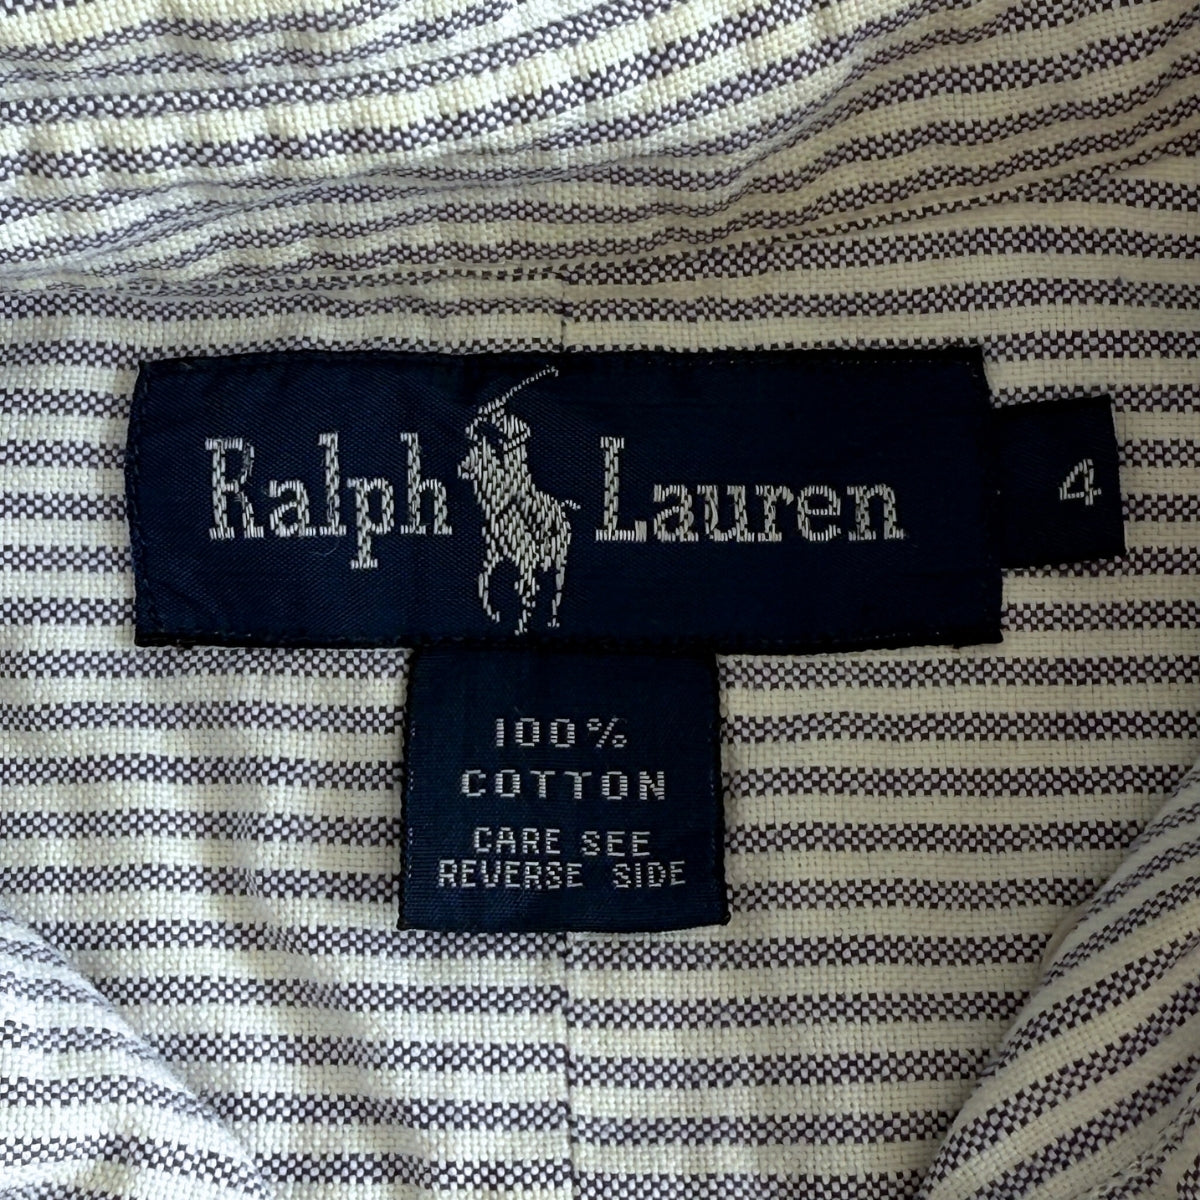 Ralph Lauren
4
100%
COTTON
CARE SEE
REVERSE SIDE